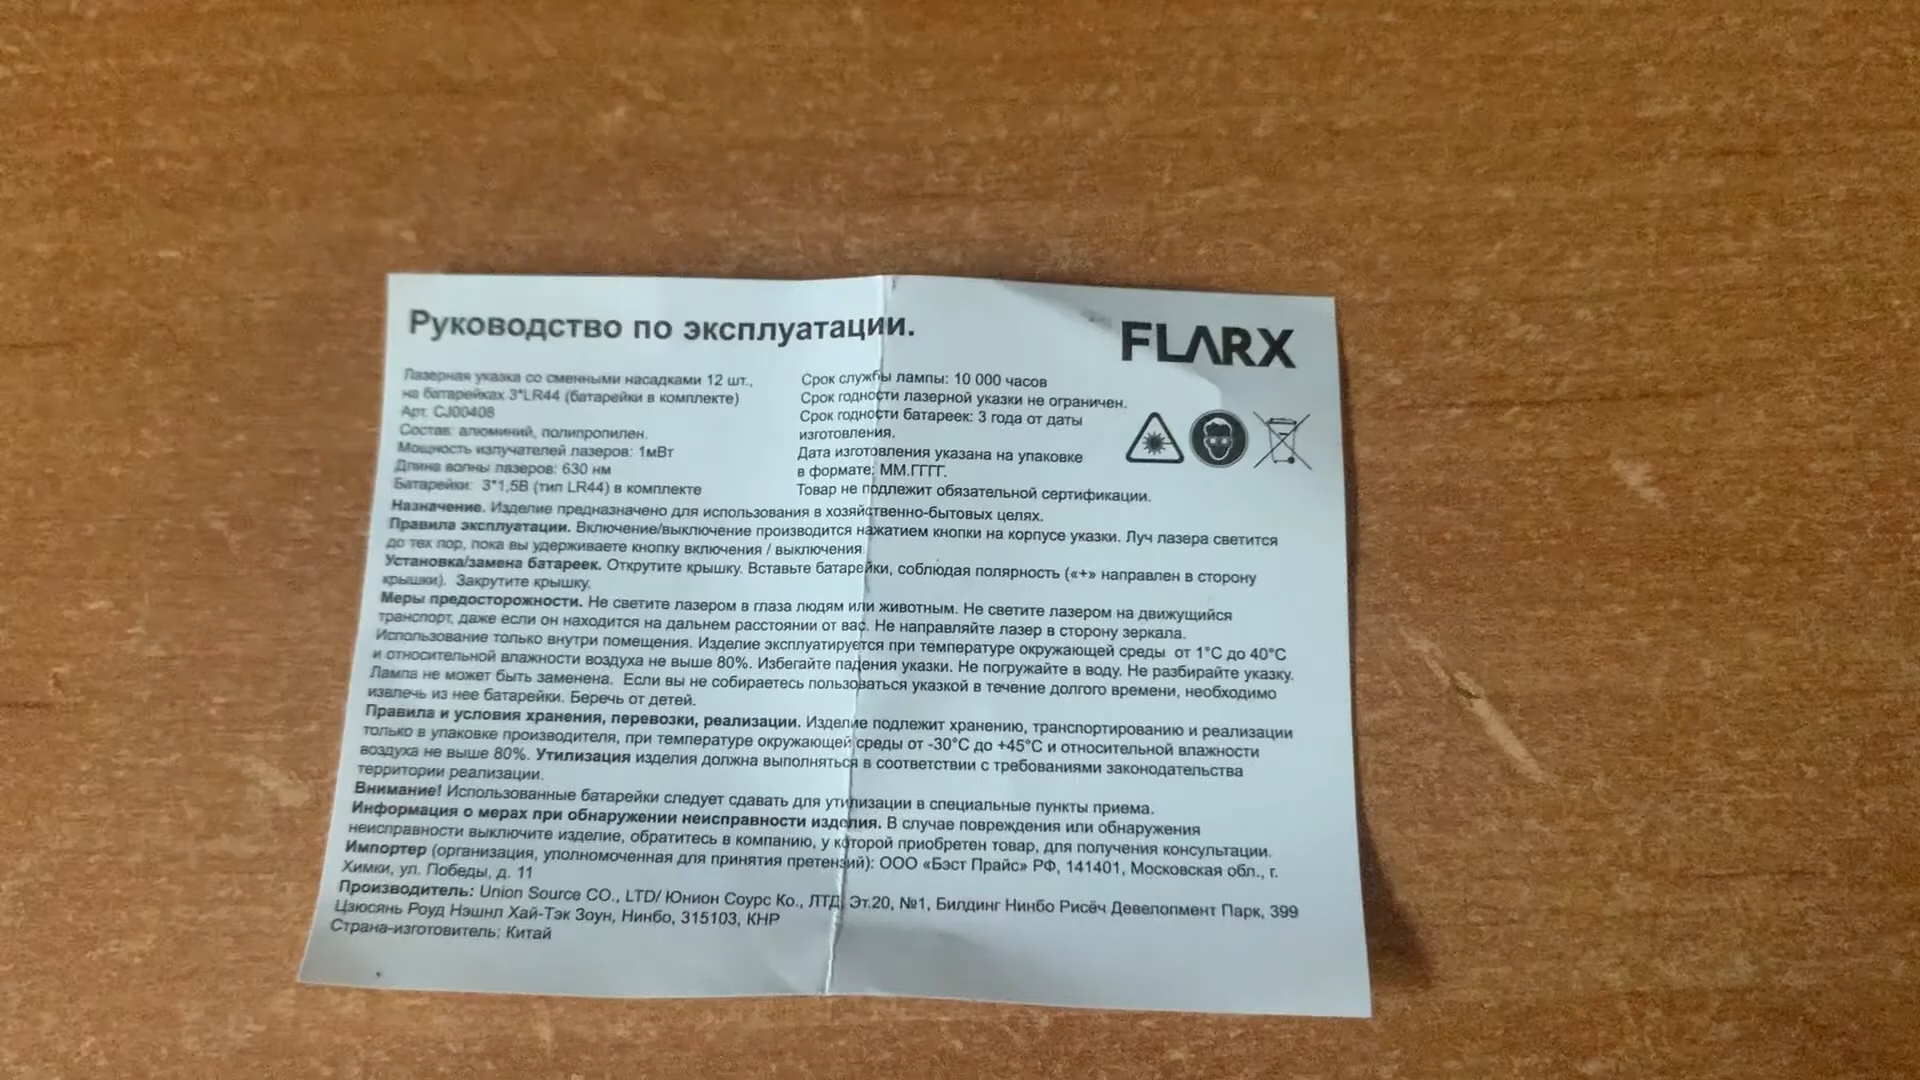 Руководство по эксплуатации.
FLARX
Лазерная указка со сменными насадками 12 шт.,
на батарейках 3*LR44 (батарейки в комплекте)
Арт. CJ00408
Состав: алюминий, полипропилен.
Мощность излучателей лазеров: 1мВт
Длина волны лазеров: 630 нм
Батарейки: 3*1,5В (тип LR44) в комплекте
Срок службы лампы: 10 000 часов
Срок годности лазерной указки не ограничен.
Срок годности батареек: 3 года от даты
изготовления.
Дата изготовления указана на упаковке
в формате: ММ.ГГГГ.
Товар не подлежит обязательной сертификации.
Назначение. Изделие предназначено для использования в хозяйственно-бытовых целях.
Правила эксплуатации. Включение/выключение производится нажатием кнопки на корпусе указки. Луч лазера светится
до тех пор, пока вы удерживаете кнопку включения / выключения.
Установка/замена батареек. Открутите крышку. Вставьте батарейки, соблюдая полярность («+» направлен в сторону
крышки). Закрутите крышку.
Меры предосторожности. Не светите лазером в глаза людям или животным. Не светите лазером на движущийся
транспорт, даже если он находится на дальнем расстоянии от вас. Не направляйте лазер в сторону зеркала.
Использование только внутри помещения. Изделие эксплуатируется при температуре окружающей среды от 1°С до 40°С
и относительной влажности воздуха не выше 80%. Избегайте падения указки. Не погружайте в воду. Не разбирайте указку.
Лампа не может быть заменена. Если вы не собираетесь пользоваться указкой в течение долгого времени, необходимо
извлечь из нее батарейки. Беречь от детей.
Правила и условия хранения, перевозки, реализации. Изделие подлежит хранению, транспортированию и реализации
только в упаковке производителя, при температуре окружающей среды от -30°С до +45°С и относительной влажности
воздуха не выше 80%. Утилизация изделия должна выполняться в соответствии с требованиями законодательства
территории реализации.
Внимание! Использованные батарейки следует сдавать для утилизации в специальные пункты приема.
Информация о мерах при обнаружении неисправности изделия. В случае повреждения или обнаружения
неисправности выключите изделие, обратитесь в компанию, у которой приобретен товар, для получения консультации.
Импортер (организация, уполномоченная для принятия претензий): ООО «Бэст Прайс» РФ, 141401, Московская обл., г.
Химки, ул. Победы, д. 11
Производитель: Union Source CO., LTD/ Юнион Соурс Ко., ЛТД, Эт.20, №1, Билдинг Нинбо Рисёч Девелопмент Парк, 399
Цзюсянь Роуд Нэшнл Хай-Тэк Зоун, Нинбо, 315103, КНР
Страна-изготовитель: Китай